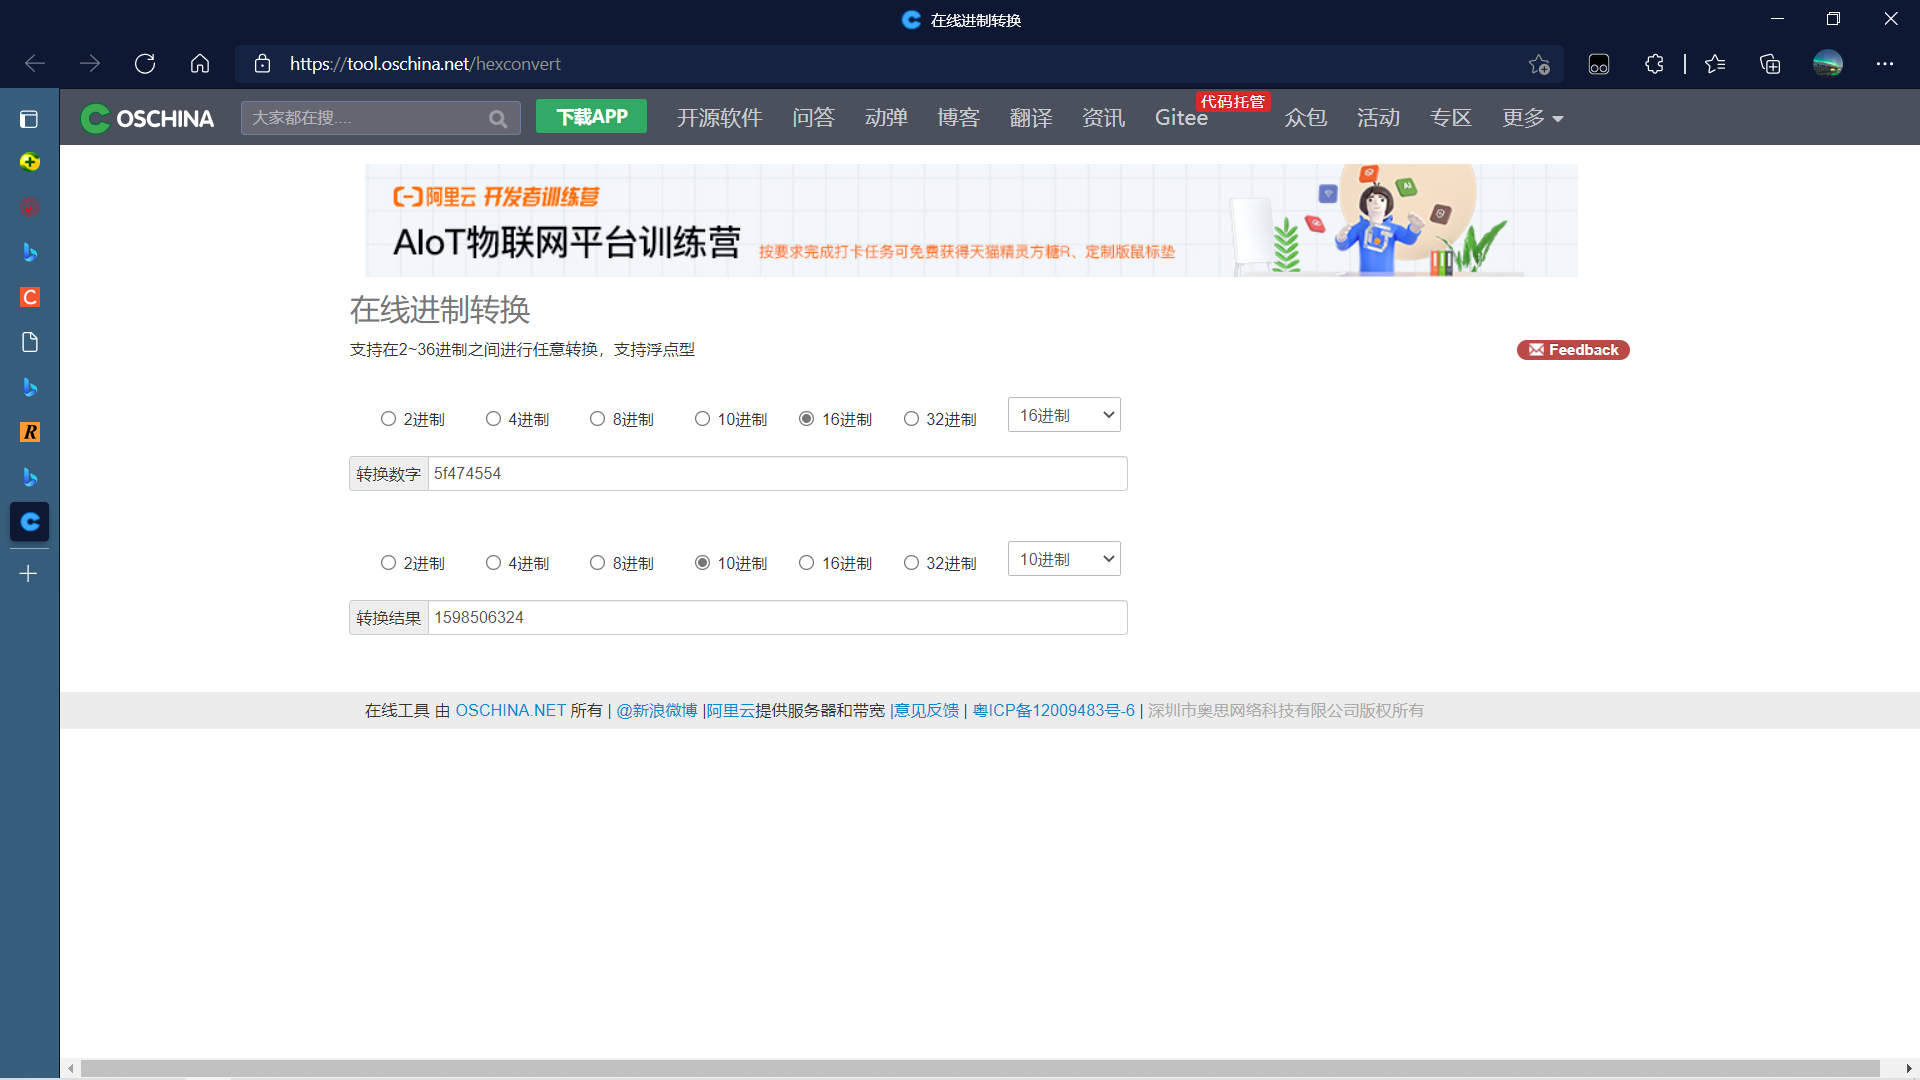 在线进制转换
https://tool.oschina.net/hexconvert
OSCHINA
大家都在搜....
下载APP
开源软件
问答
动弹
博客
翻译
资讯
Gitee
代码托管
众包
活动
专区
更多
阿里云 开发者训练营
AIoT物联网平台训练营
按要求完成打卡任务可免费获得天猫精灵方糖R、定制版鼠标垫
AI
在线进制转换
支持在2~36进制之间进行任意转换，支持浮点型
Feedback
2进制 4进制 8进制 10进制 16进制 32进制 16进制
转换数字 5f474554
2进制 4进制 8进制 10进制 16进制 32进制 10进制
转换结果 1598506324
在线工具 由 OSCHINA.NET 所有 | @新浪微博 |阿里云提供服务器和带宽 |意见反馈 | 粤ICP备12009483号-6 | 深圳市奥思网络科技有限公司版权所有